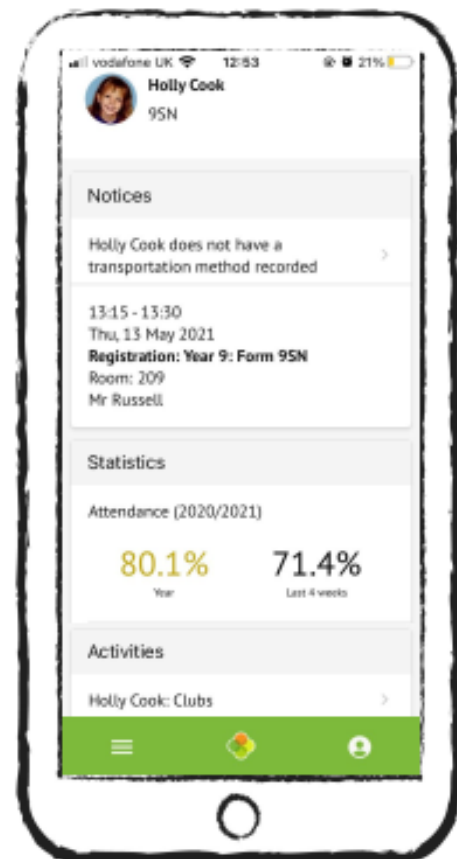 vodafone UK 12:53 21%
Holly Cook
9SN
Notices
Holly Cook does not have a
transportation method recorded
13:15 - 13:30
Thu, 13 May 2021
Registration: Year 9: Form 9SN
Room: 209
Mr Russell
Statistics
Attendance (2020/2021)
80.1% 71.4%
Year Last 4 weeks
Activities
Holly Cook: Clubs